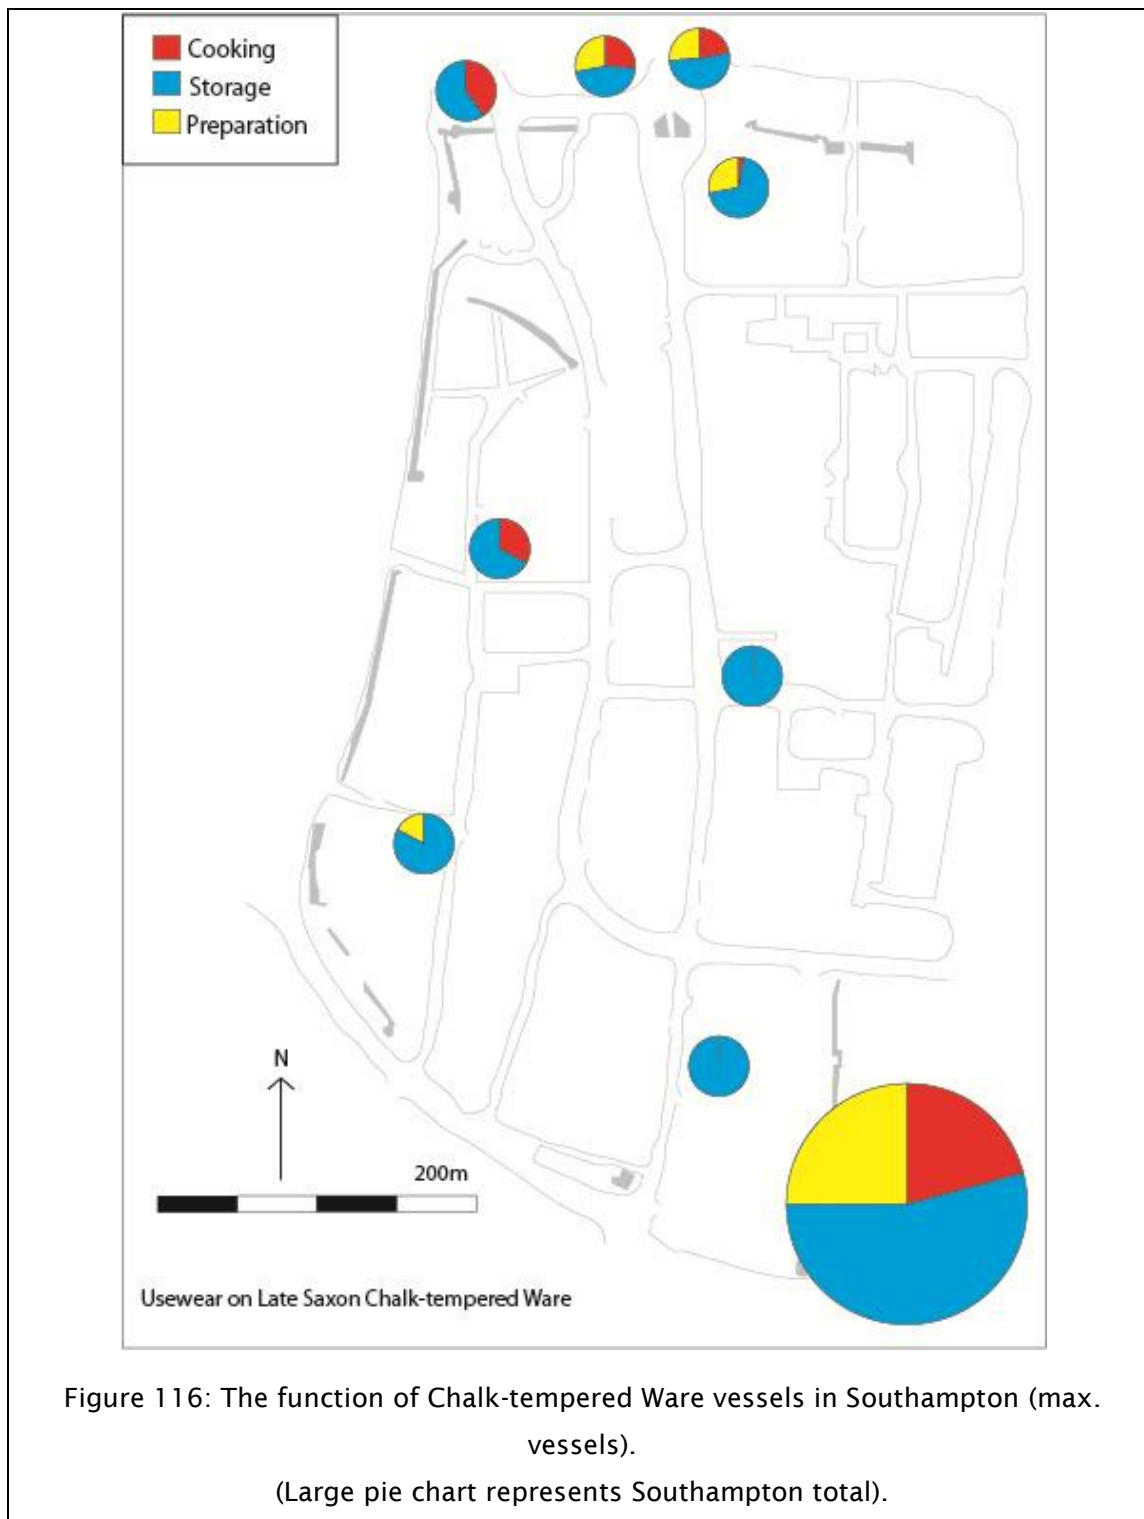 Cooking
Storage
Preparation
N
200m
Usewear on Late Saxon Chalk-tempered Ware
Figure 116: The function of Chalk-tempered Ware vessels in Southampton (max.
vessels).
(Large pie chart represents Southampton total).